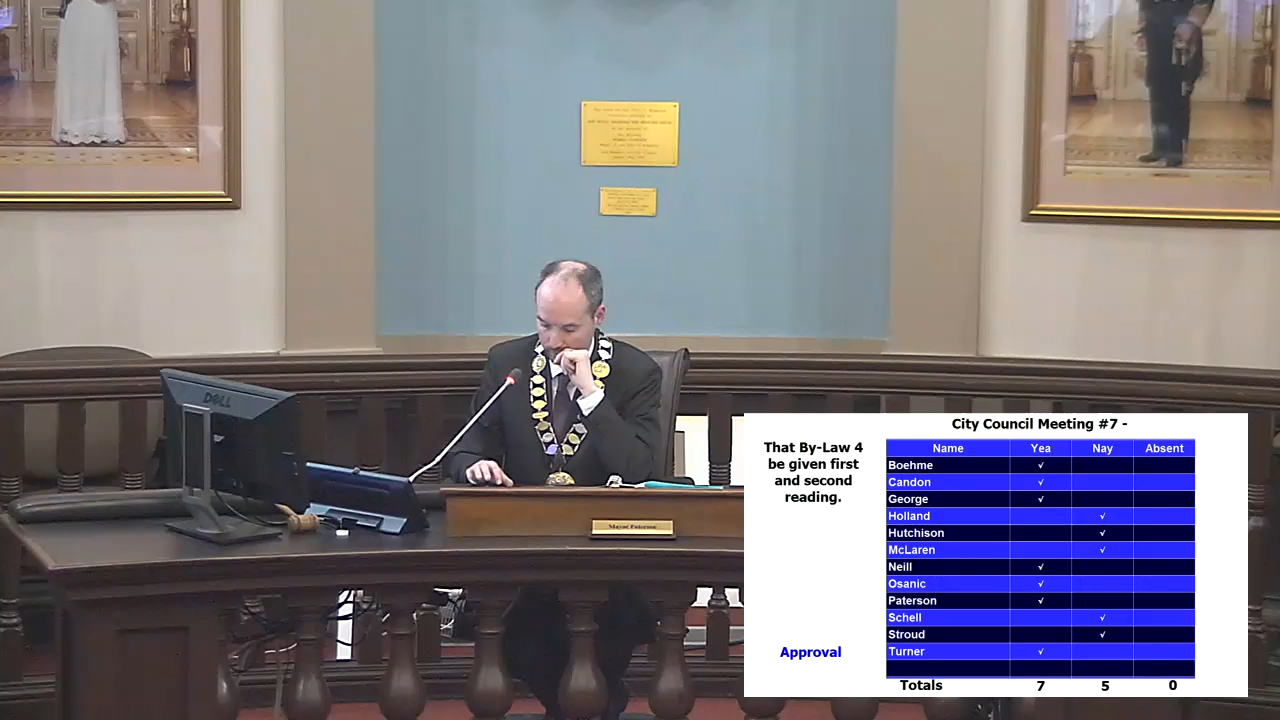 DELL
Mayor Paterson
City Council Meeting #7 -
That By-Law 4
be given first
and second
reading.
Name Yea Nay Absent
Boehme √
Candon √
George √
Holland √
Hutchison √
McLaren √
Neill √
Osanic √
Paterson √
Schell √
Stroud √
Turner √
Approval
Totals 7 5 0